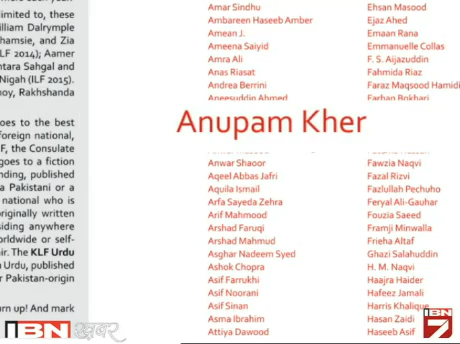 limited to, these
illiam Dalrymple
hamsie, and Zia
(ILF 2014); Aamer
ntara Sahgal and
Nigah (ILF 2015).
noy, Rakhshanda
oes to the best
foreign national,
F, the Consulate
goes to a fiction
nding, published
a Pakistani or a
national who is
originally written
siding anywhere
orldwide or self-
ir. The KLF Urdu
n Urdu, published
r Pakistan-origin
urn up! And mark
Amar Sindhu
Ambareen Haseeb Amber
Amean J.
Ameena Saiyid
Amra Ali
Anas Riasat
Andrea Berrini
Aneesuddin Ahmed
Ehsan Masood
Ejaz Ahed
Emaan Rana
Emmanuelle Collas
F. S. Aijazuddin
Fahmida Riaz
Faraz Maqsood Hamidi
Farhan Bokhari
Anupam Kher
Anwar Shaoor
Aqeel Abbas Jafri
Aquila Ismail
Arfa Sayeda Zehra
Arif Mahmood
Arshad Faruqi
Arshad Mahmud
Asghar Nadeem Syed
Ashok Chopra
Asif Farrukhi
Asif Noorani
Asif Sinan
Asma Ibrahim
Attiya Dawood
Fawzia Naqvi
Fazal Rizvi
Fazlullah Pechuho
Feryal Ali-Gauhar
Fouzia Saeed
Framji Minwalla
Frieha Altaf
Ghazi Salahuddin
H. M. Naqvi
Haajra Haider
Hafeez Jamali
Harris Khalique
Hasan Zaidi
Haseeb Asif
IBN खबर
IBN
7